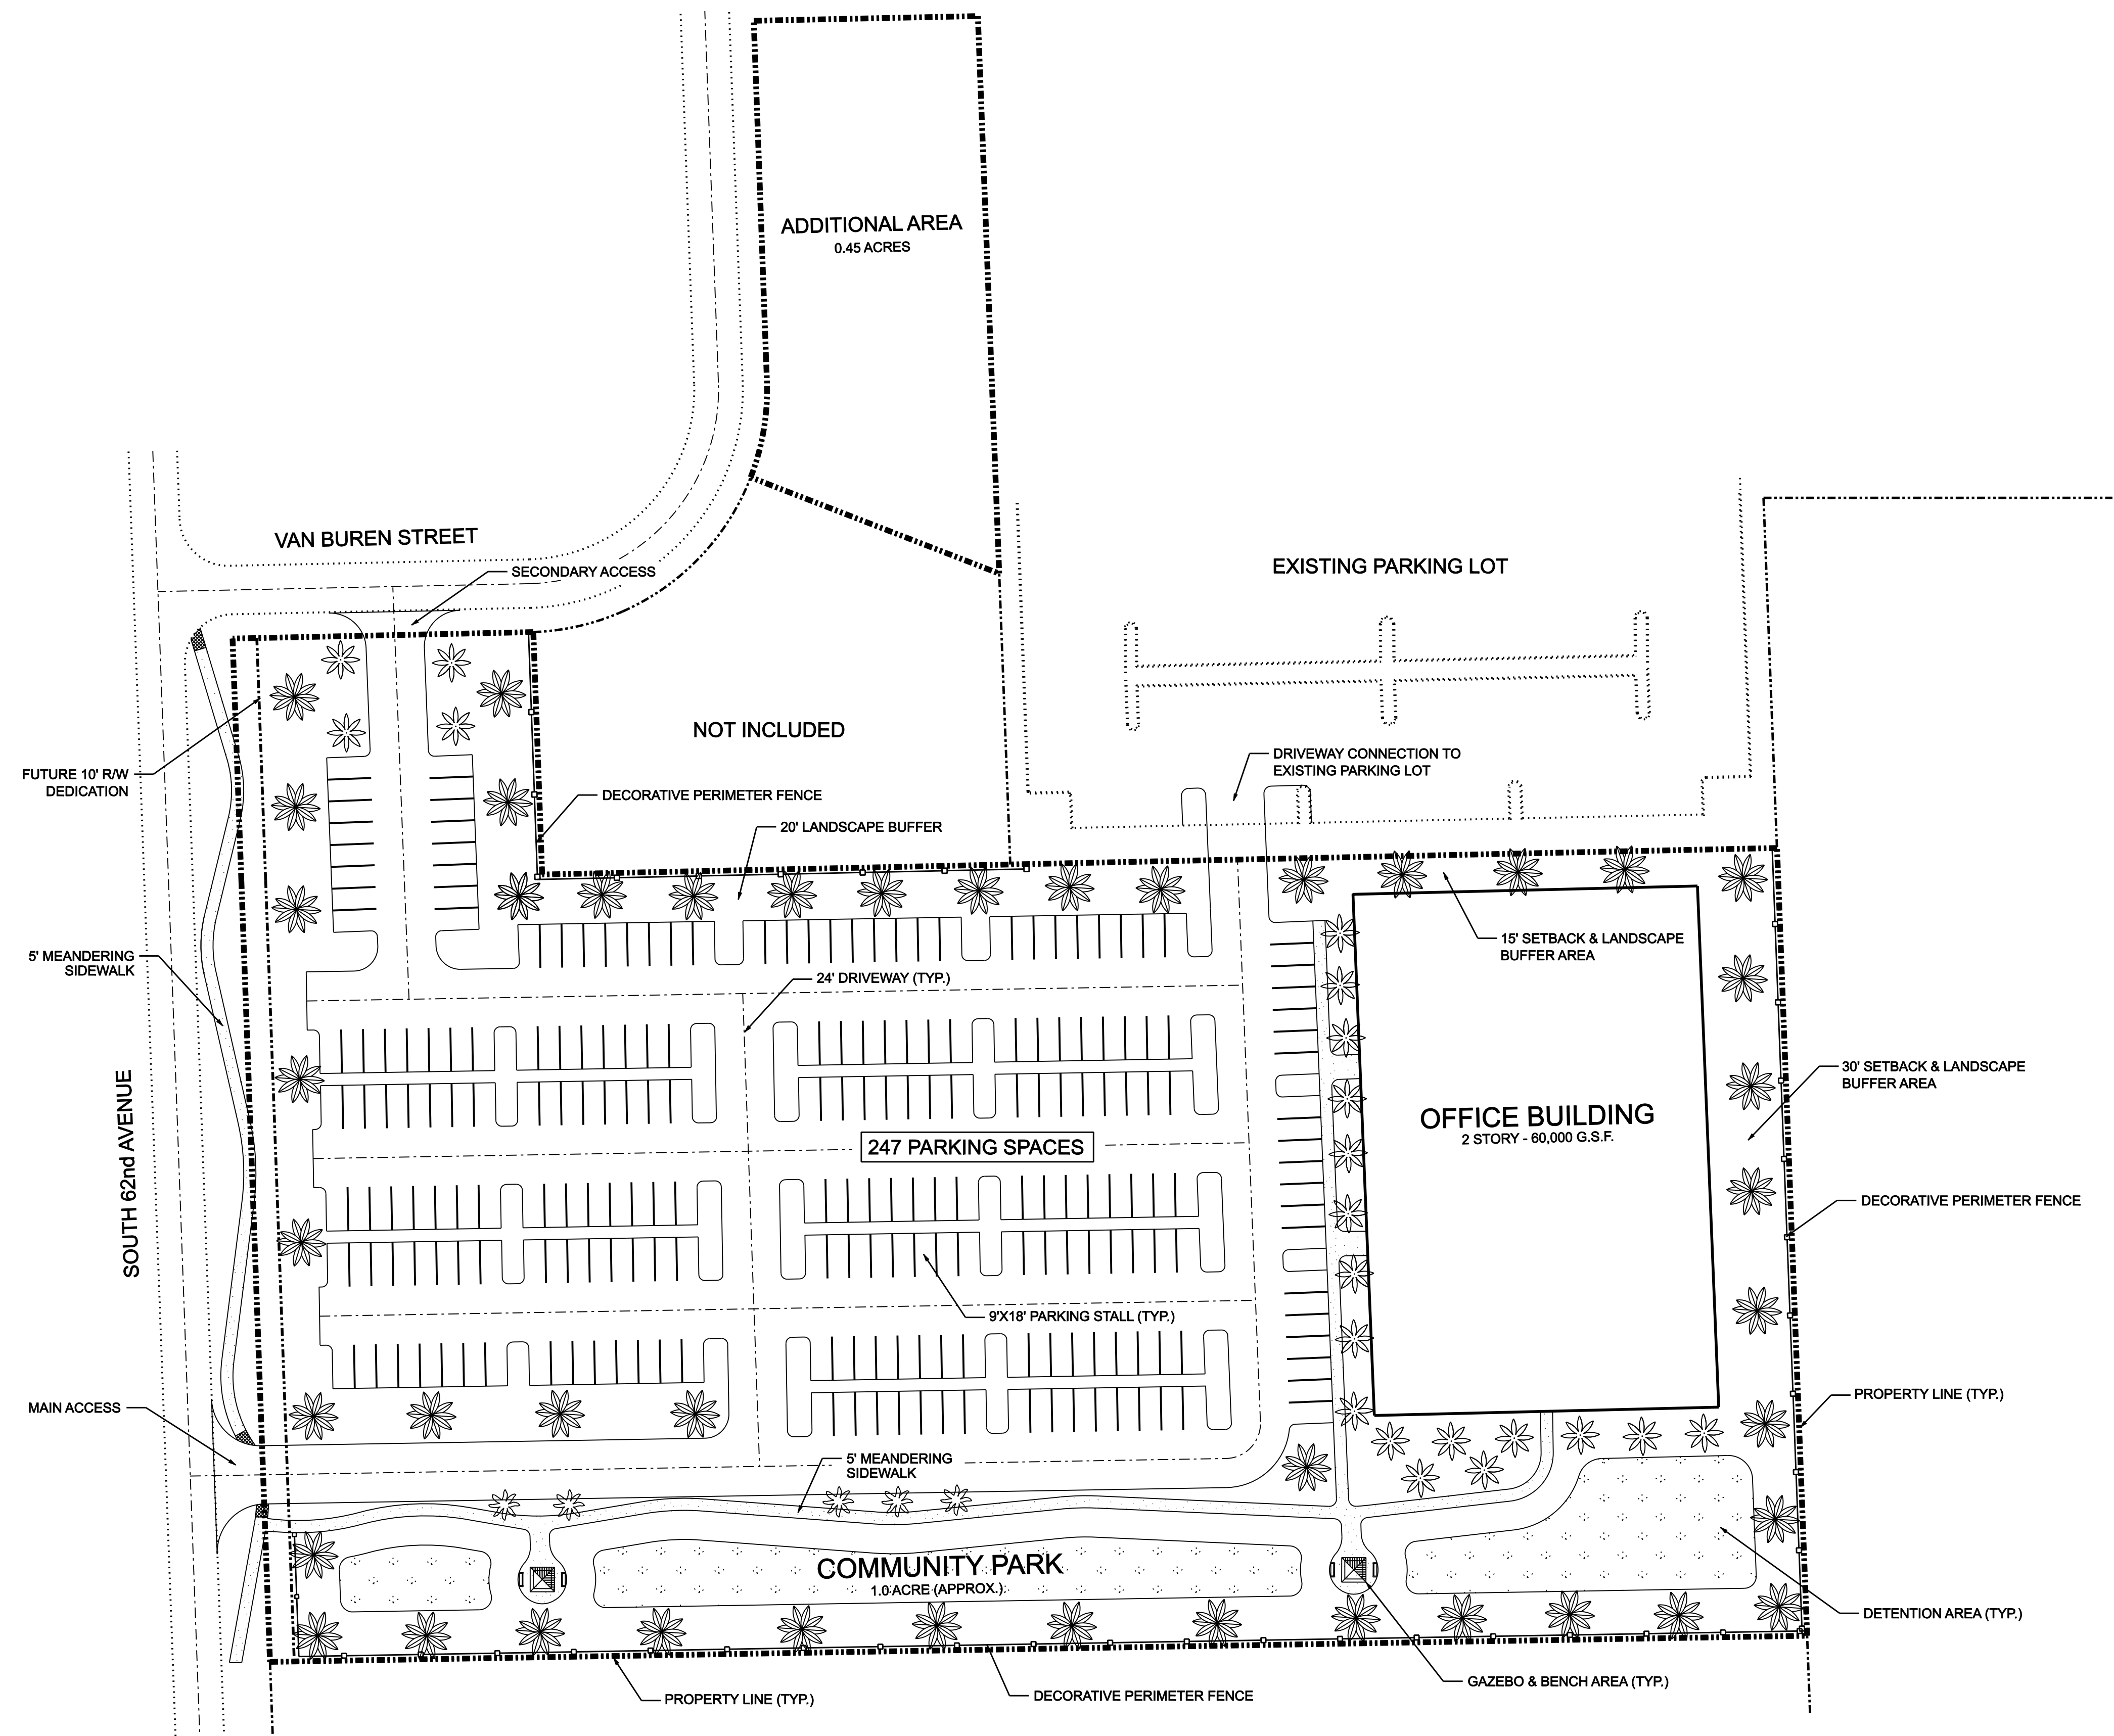 ADDITIONAL AREA
0.45 ACRES
VAN BUREN STREET
SECONDARY ACCESS
EXISTING PARKING LOT
NOT INCLUDED
DRIVEWAY CONNECTION TO
EXISTING PARKING LOT
FUTURE 10' R/W
DEDICATION
DECORATIVE PERIMETER FENCE
20' LANDSCAPE BUFFER
15' SETBACK & LANDSCAPE
BUFFER AREA
5' MEANDERING
SIDEWALK
24' DRIVEWAY (TYP.)
30' SETBACK & LANDSCAPE
BUFFER AREA
SOUTH 62nd AVENUE
OFFICE BUILDING
2 STORY - 60,000 G.S.F.
247 PARKING SPACES
DECORATIVE PERIMETER FENCE
9'X18' PARKING STALL (TYP.)
PROPERTY LINE (TYP.)
MAIN ACCESS
5' MEANDERING
SIDEWALK
COMMUNITY PARK
1.0 ACRE (APPROX.)
DETENTION AREA (TYP.)
GAZEBO & BENCH AREA (TYP.)
DECORATIVE PERIMETER FENCE
PROPERTY LINE (TYP.)